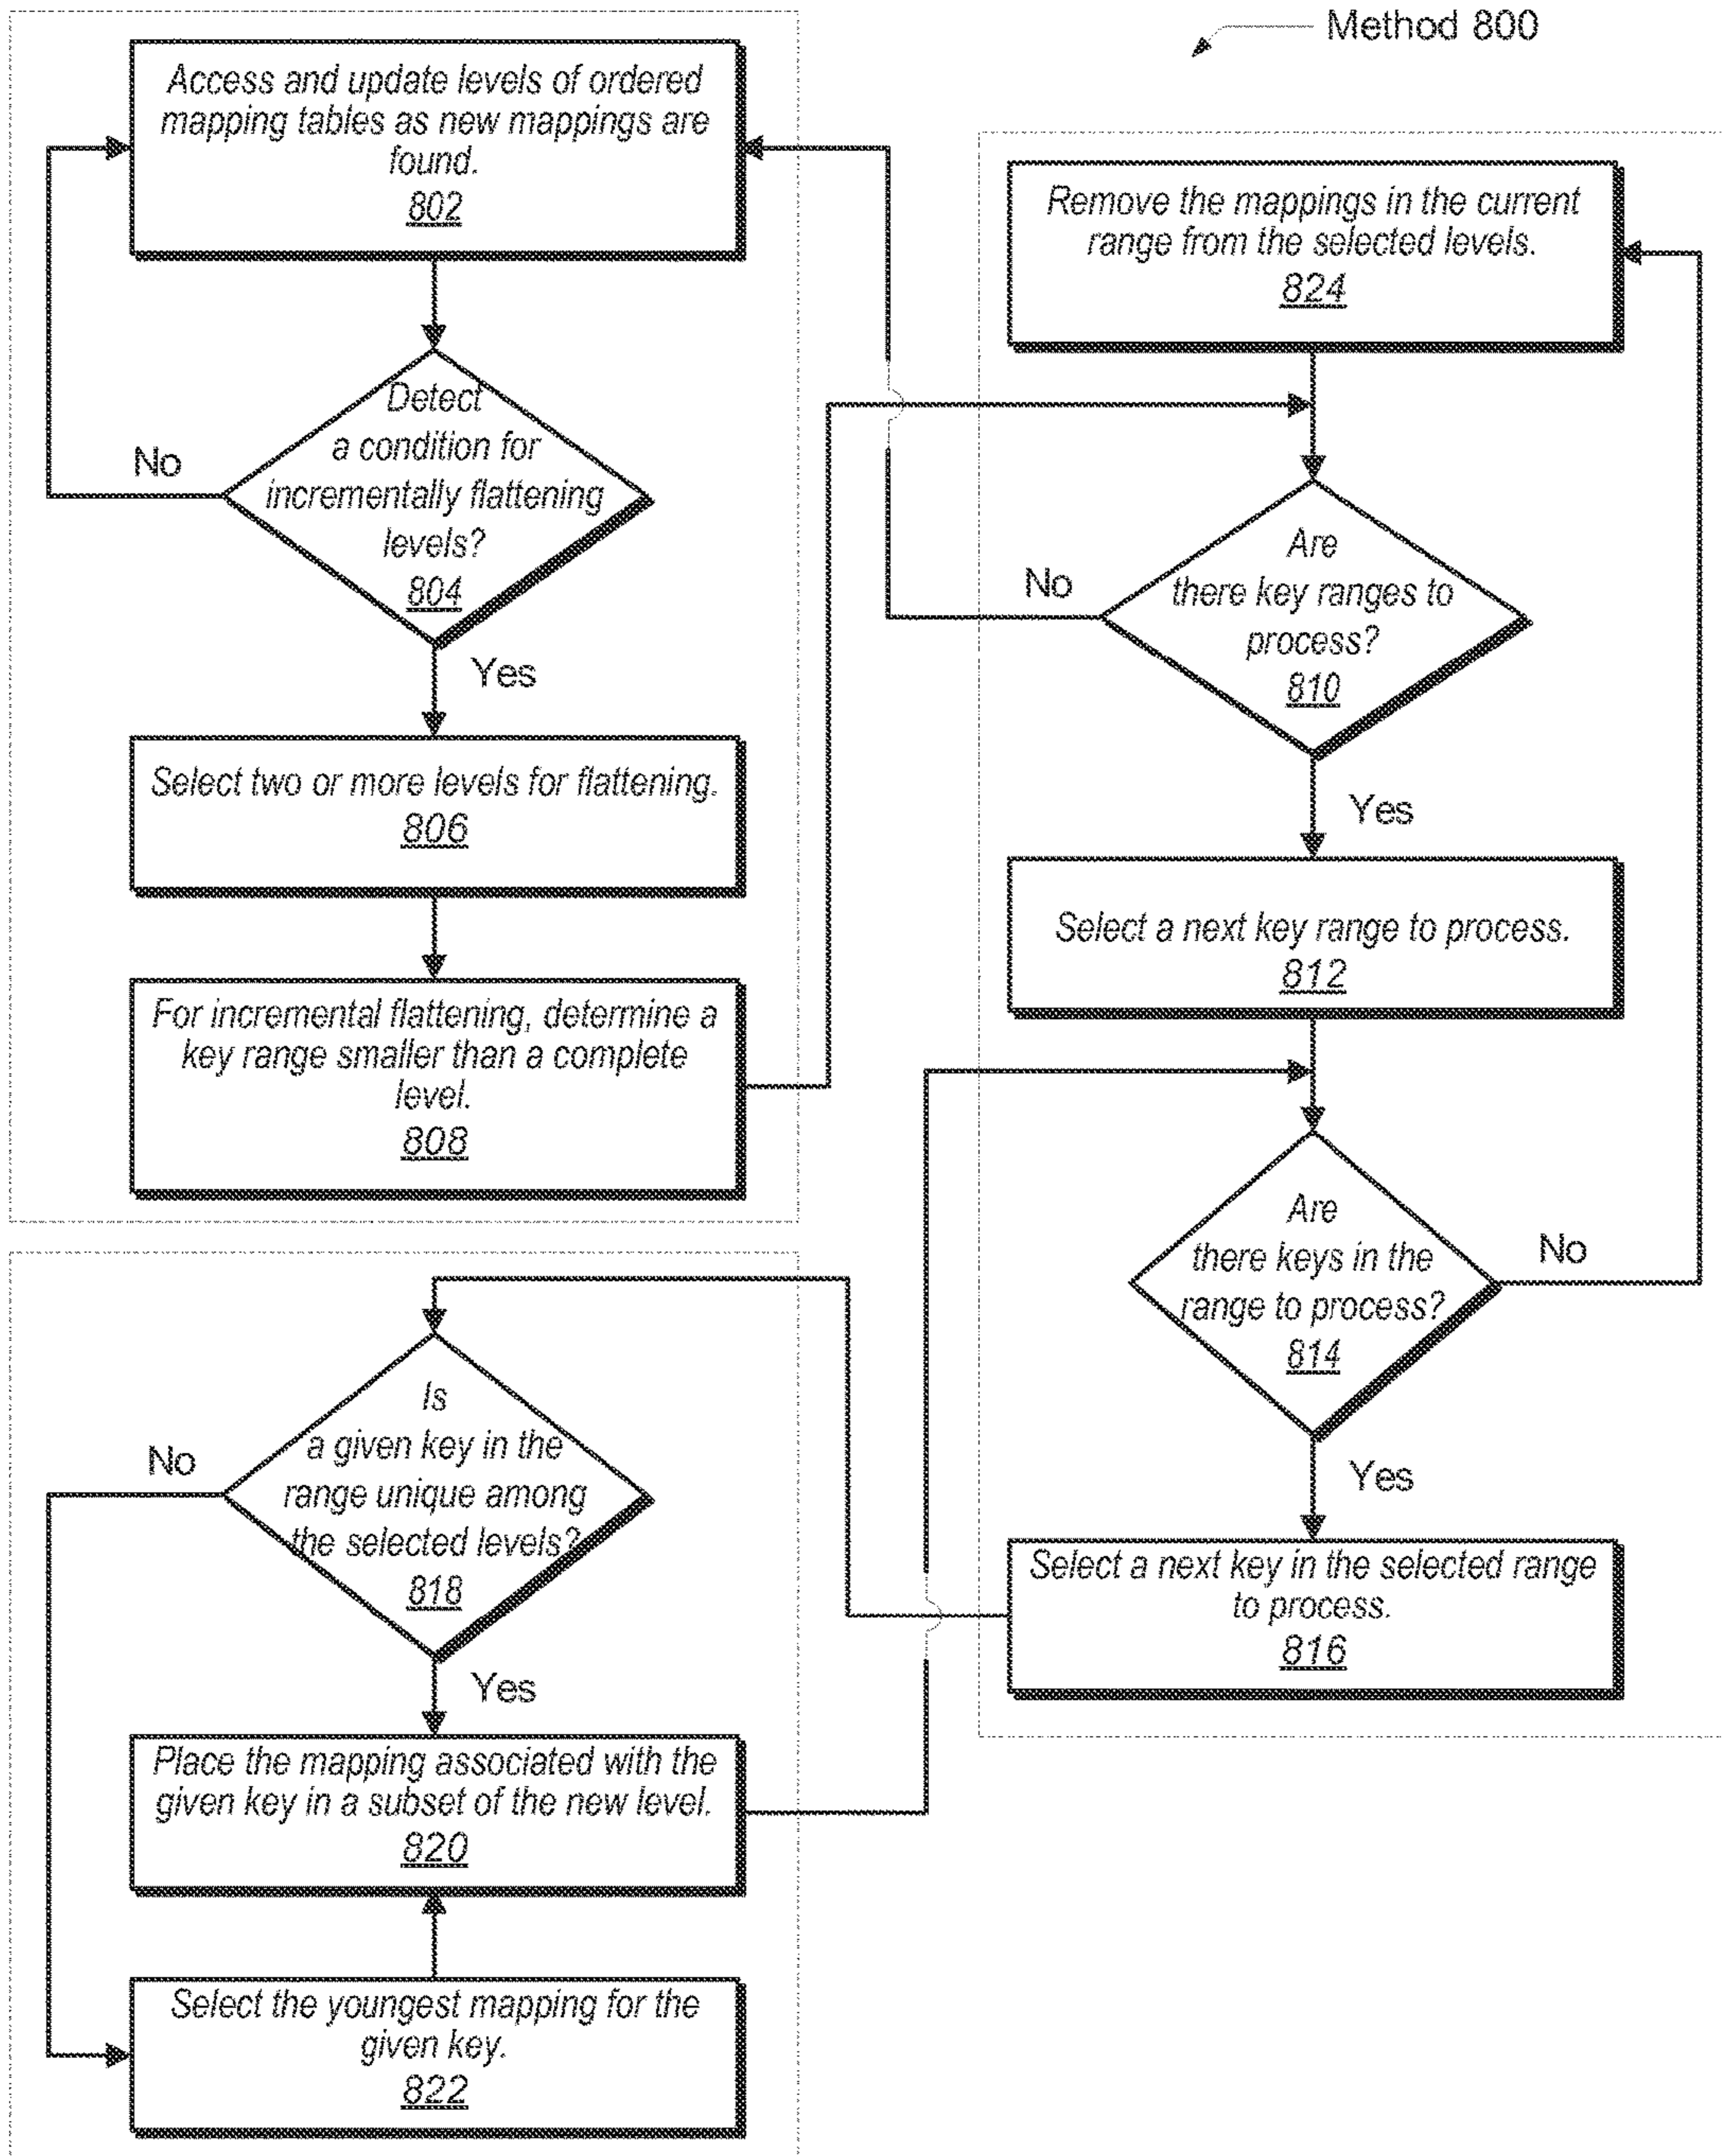 Method 800
Access and update levels of ordered
mapping tables as new mappings are
found.
802
Detect
a condition for
incrementally flattening
levels?
804
No
Yes
Select two or more levels for flattening.
806
For incremental flattening, determine a
key range smaller than a complete
level.
808
Remove the mappings in the current
range from the selected levels.
824
Are
there key ranges to
process?
810
No
Yes
Select a next key range to process.
812
Are
there keys in the
range to process?
814
No
Yes
Select a next key in the selected range
to process.
816
Is
a given key in the
range unique among
the selected levels?
818
No
Yes
Place the mapping associated with the
given key in a subset of the new level.
820
Select the youngest mapping for the
given key.
822